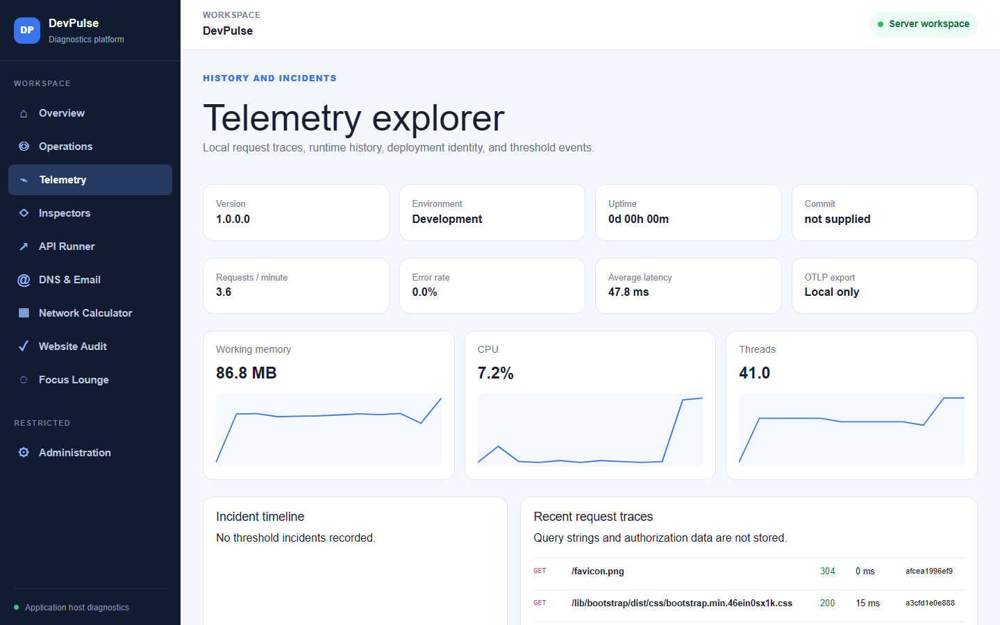 DP
DevPulse
Diagnostics platform
WORKSPACE
Overview
Operations
Telemetry
Inspectors
API Runner
@ DNS & Email
Network Calculator
Website Audit
Focus Lounge
RESTRICTED
Administration
Application host diagnostics
WORKSPACE
DevPulse
Server workspace
HISTORY AND INCIDENTS
Telemetry explorer
Local request traces, runtime history, deployment identity, and threshold events.
Version
1.0.0.0
Environment
Development
Uptime
0d 00h 00m
Commit
not supplied
Requests / minute
3.6
Error rate
0.0%
Average latency
47.8 ms
OTLP export
Local only
Working memory
86.8 MB
CPU
7.2%
Threads
41.0
Incident timeline
No threshold incidents recorded.
Recent request traces
Query strings and authorization data are not stored.
GET /favicon.png 304 0 ms afcea1996ef9
GET /lib/bootstrap/dist/css/bootstrap.min.46ein0sx1k.css 200 15 ms a3cfd1e0e888